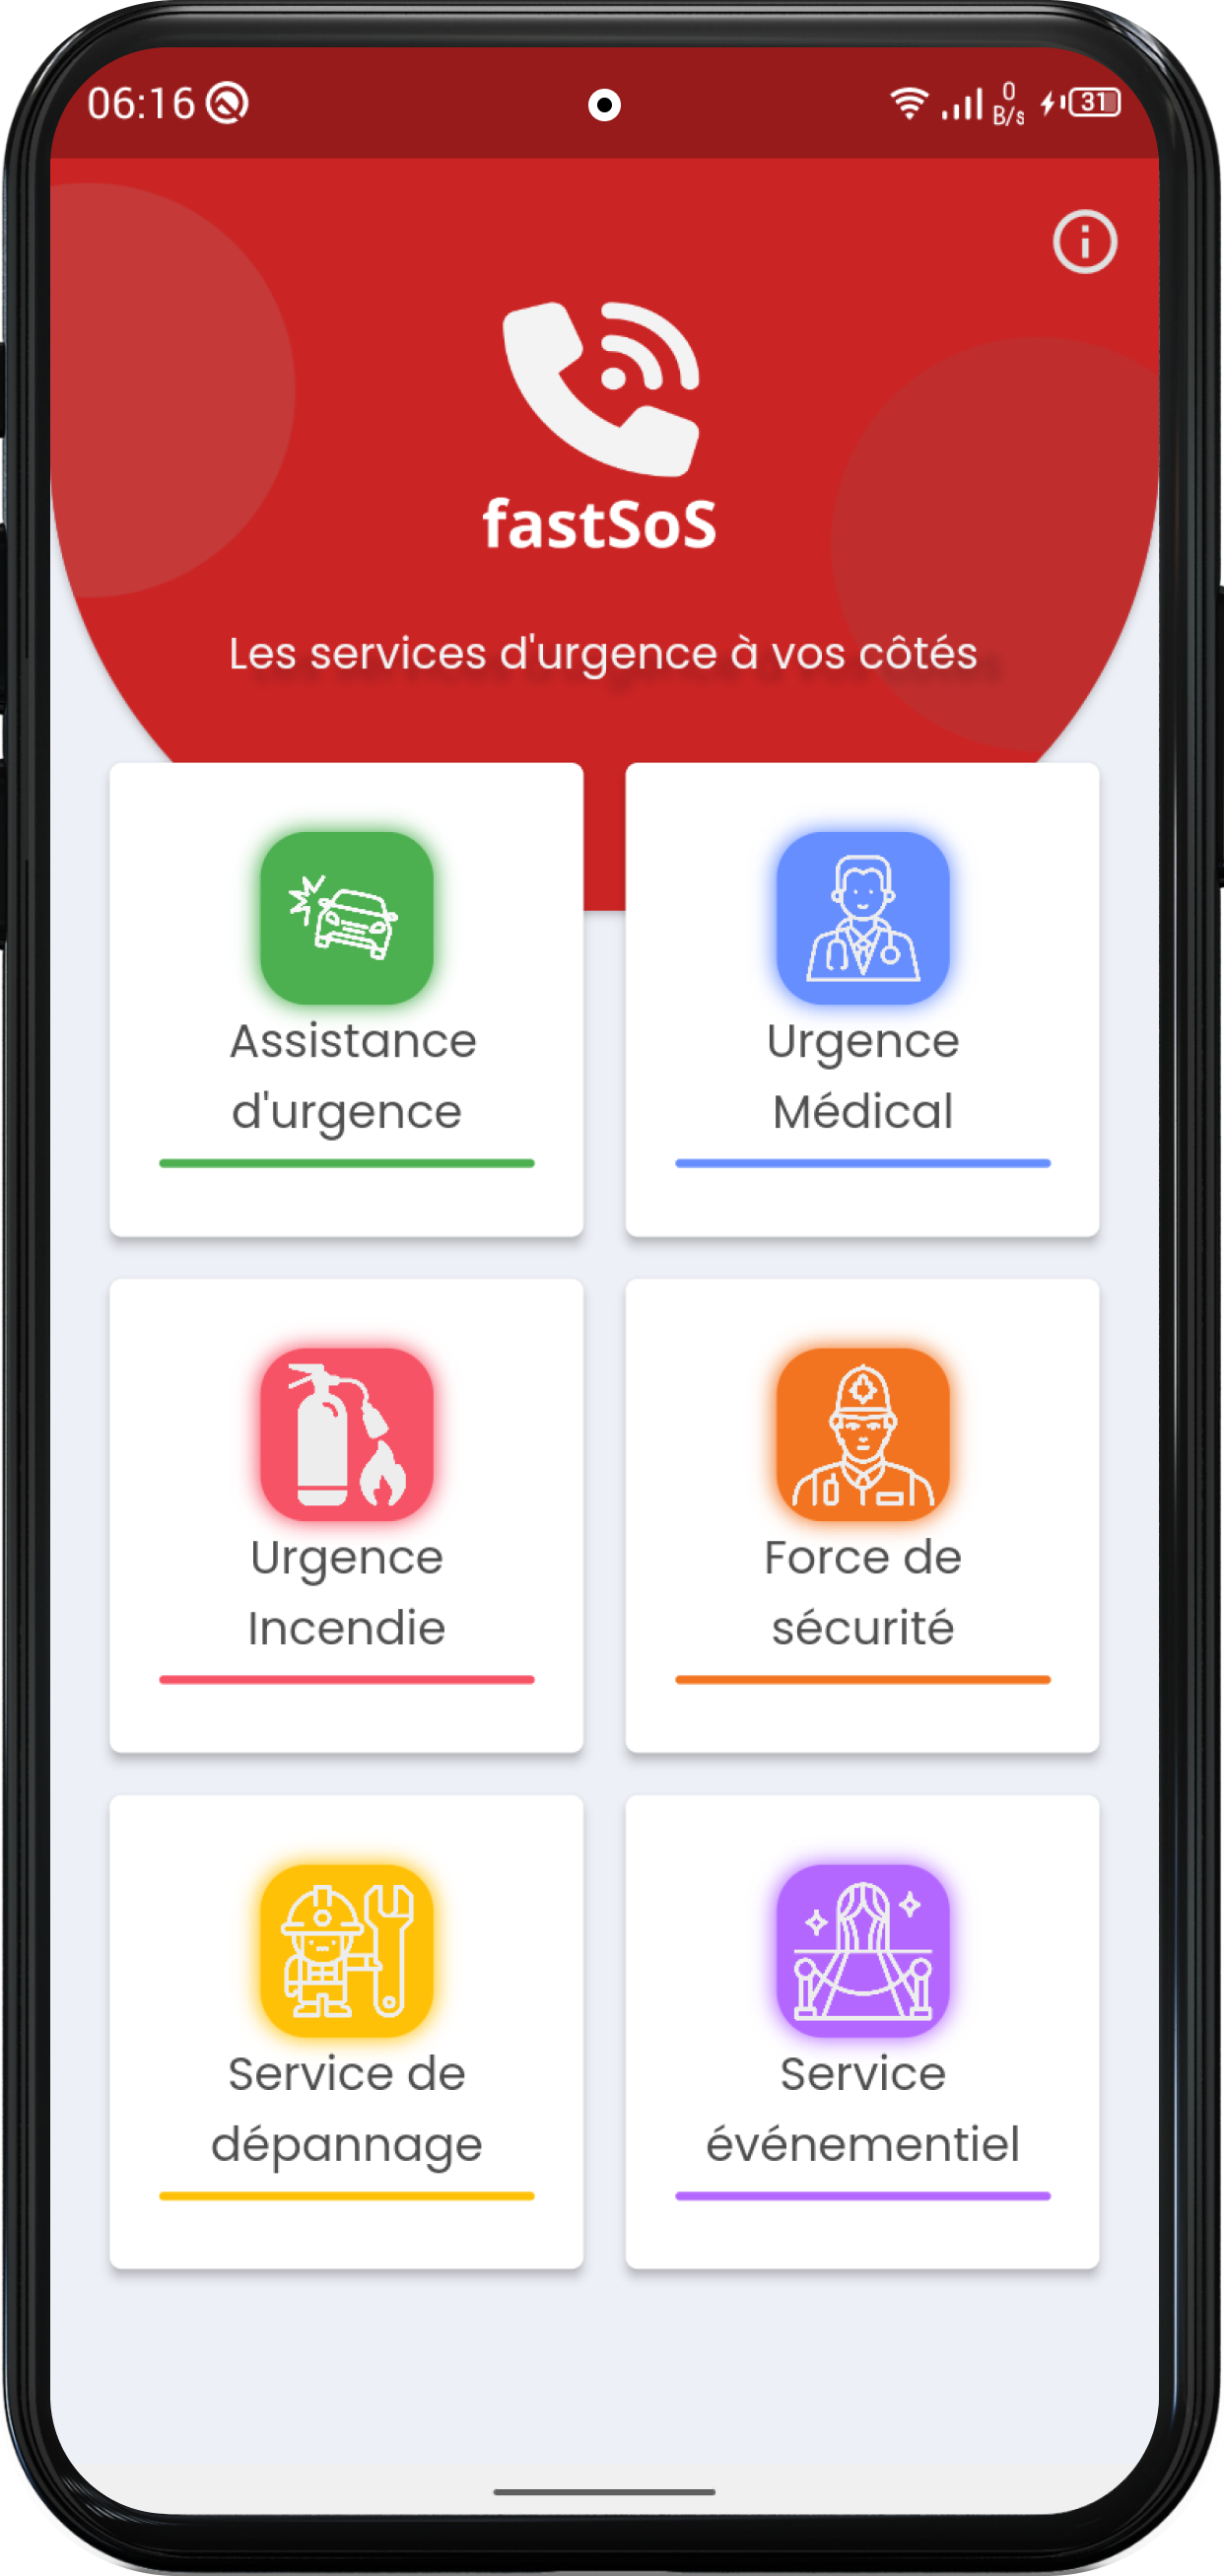 06:16
0
B/s
31
fastSoS
Les services d'urgence à vos côtés
Assistance
d'urgence
Urgence
Médical
Urgence
Incendie
Force de
sécurité
Service de
dépannage
Service
événementiel